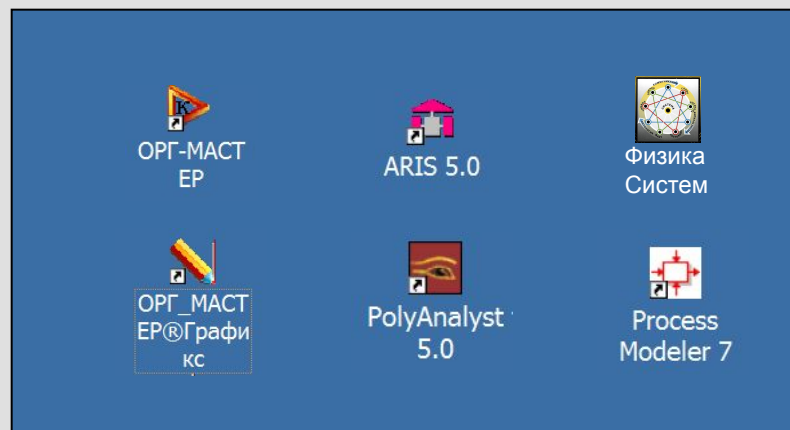 ОРГ-МАСТ
ЕР
ARIS 5.0
Физика
Систем
ОРГ_МАСТ
ЕР®Графи
кс
PolyAnalyst
5.0
Process
Modeler 7